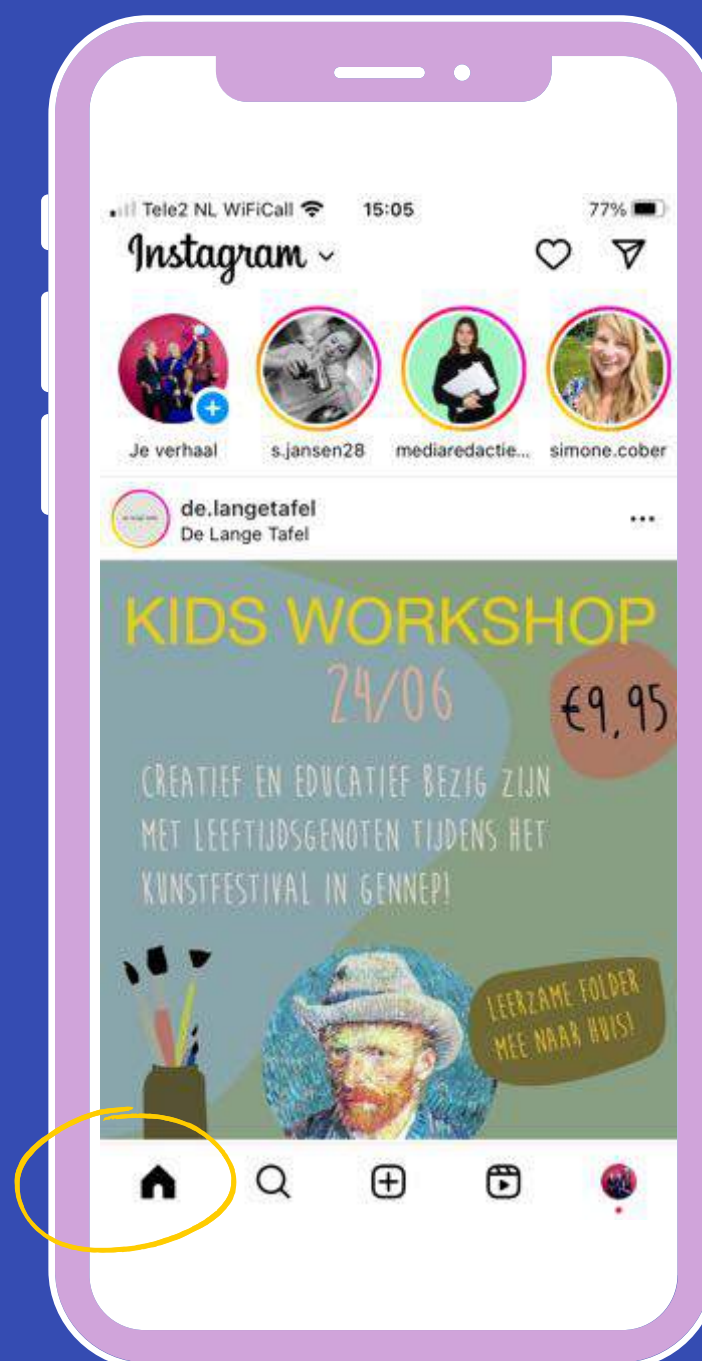 Tele2 NL WiFiCall 15:05 77%
Instagram
Je verhaal s.jansen28 mediaredactie... simone.cober
de.langetafel
De Lange Tafel
KIDS WORKSHOP
24/06
€9,95
CREATIEF EN EDUCATIEF BEZIG ZIJN
MET LEEFTIJDSGENOTEN TIJDENS HET
KUNSTFESTIVAL IN GENNEP!
LEERZAME FOLDER
MEE NAAR HUIS!